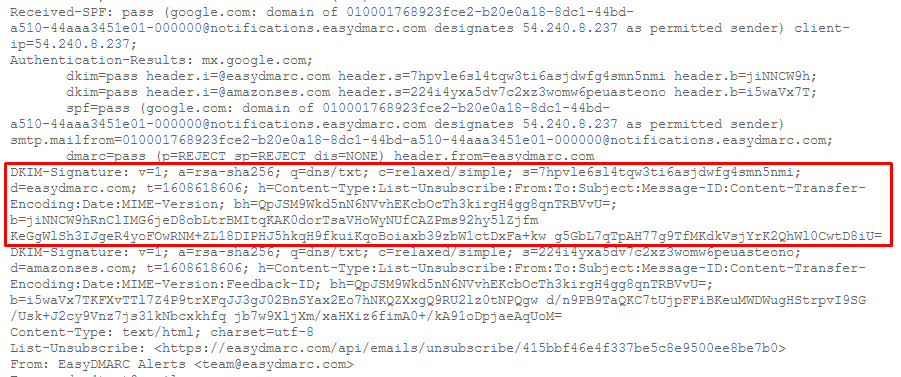 Received-SPF: pass (google.com: domain of 010001768923fce2-b20e0a18-8dc1-44bd-
a510-44aaa3451e01-000000@notifications.easydmarc.com designates 54.240.8.237 as permitted sender) client-
ip=54.240.8.237;
Authentication-Results: mx.google.com;
dkim=pass header.i=@easydmarc.com header.s=7hpvle6sl4tqw3ti6asjdwfg4smn5nmi header.b=jiNNCW9h;
dkim=pass header.i=@amazonses.com header.s=224i4yxa5dv7c2xz3womw6peuasteono header.b=i5waVx7T;
spf=pass (google.com: domain of 010001768923fce2-b20e0a18-8dc1-44bd-
a510-44aaa3451e01-000000@notifications.easydmarc.com designates 54.240.8.237 as permitted sender)
smtp.mailfrom=010001768923fce2-b20e0a18-8dc1-44bd-a510-44aaa3451e01-000000@notifications.easydmarc.com;
dmarc=pass (p=REJECT sp=REJECT dis=NONE) header.from=easydmarc.com
DKIM-Signature: v=1; a=rsa-sha256; q=dns/txt; c=relaxed/simple; s=7hpvle6sl4tqw3ti6asjdwfg4smn5nmi;
d=easydmarc.com; t=1608618606; h=Content-Type:List-Unsubscribe:From:To:Subject:Message-ID:Content-Transfer-
Encoding:Date:MIME-Version; bh=QpJSM9Wkd5nN6NVvhEKcbOcTh3kirgH4gg8qnTRBVvU=;
b=jiNNCW9hRnClIMG6jeD8obLtrBMItqKAK0dorTsaVHoWyNUfCAZPms92hy5lZjfm
KeGgWlSh3IJgeR4yoFOwRNM+ZL18DIPHJ5hkqH9fkuiKqoBoiaxb39zbW1ctDxFa+kw g5GbL7qTpAH77g9TfMKdkVsjYrK2QhWl0CwtD8iU=
DKIM-Signature: v=1; a=rsa-sha256; q=dns/txt; c=relaxed/simple; s=224i4yxa5dv7c2xz3womw6peuasteono;
d=amazonses.com; t=1608618606; h=Content-Type:List-Unsubscribe:From:To:Subject:Message-ID:Content-Transfer-
Encoding:Date:MIME-Version:Feedback-ID; bh=QpJSM9Wkd5nN6NVvhEKcbOcTh3kirgH4gg8qnTRBVvU=;
b=i5waVx7TKFXvTTl7Z4P9trXFqJJ3gJ02BnSYax2Eo7hNKQZXxgQ9RU2lz0tNPQgw d/n9PB9TaQKC7tUjpFFiBKeuMWDWugHStrpvI9SG
/Usk+J2cy9Vnz7js31kNbcxkhfq jb7w9XljXm/xaHXiz6fimA0+/kA91oDpjaeAqUoM=
Content-Type: text/html; charset=utf-8
List-Unsubscribe: <https://easydmarc.com/api/emails/unsubscribe/415bbf46e4f337be5c8e9500ee8be7b0>
From: EasyDMARC Alerts <team@easydmarc.com>